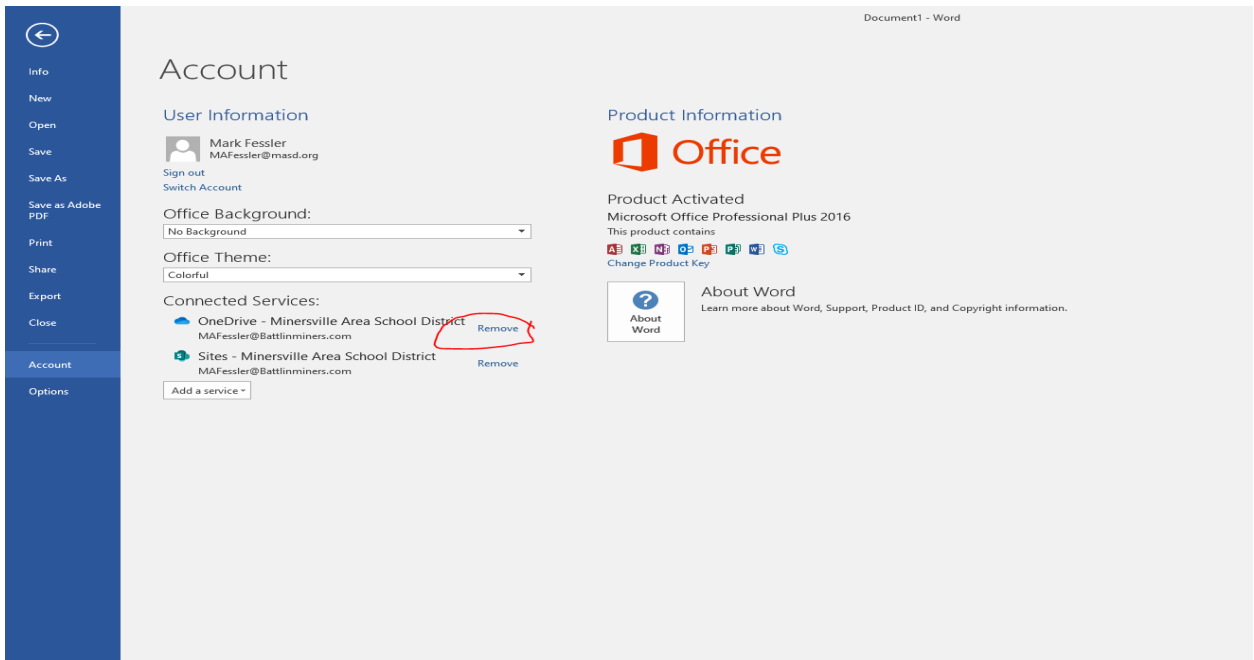 Document1 - Word
Info
New
Open
Save
Save As
Save as Adobe
PDF
Print
Share
Export
Close
Account
Options
Account
User Information
Mark Fessler
MAFessler@masd.org
Sign out
Switch Account
Office Background:
No Background
Office Theme:
Colorful
Connected Services:
OneDrive - Minersville Area School District
MAFessler@Battlinminers.com
Remove
Sites - Minersville Area School District
MAFessler@Battlinminers.com
Remove
Add a service
Product Information
Office
Product Activated
Microsoft Office Professional Plus 2016
This product contains
Change Product Key
About
Word
About Word
Learn more about Word, Support, Product ID, and Copyright information.